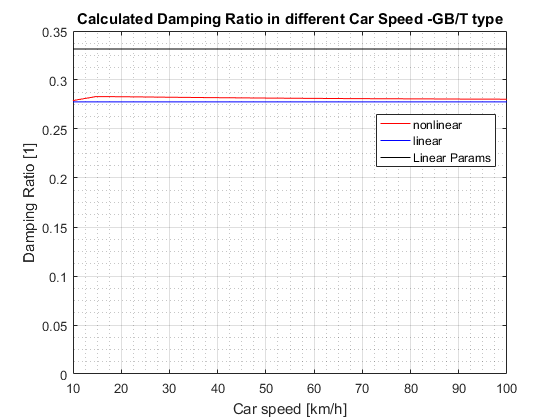 Calculated Damping Ratio in different Car Speed -GB/T type
0.35
0.3
0.25
0.2
0.15
0.1
0.05
0
Damping Ratio [1]
nonlinear
linear
Linear Params
10 20 30 40 50 60 70 80 90 100
Car speed [km/h]